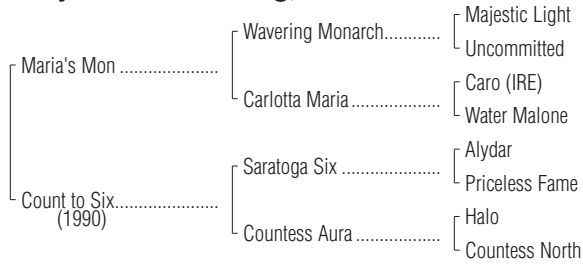 Majestic Light
Wavering Monarch............
Uncommitted
Maria's Mon .....................
Caro (IRE)
Carlotta Maria...................
Water Malone
Alydar
Saratoga Six .....................
Priceless Fame
Count to Six......................
(1990)
Halo
Countess Aura ..................
Countess North